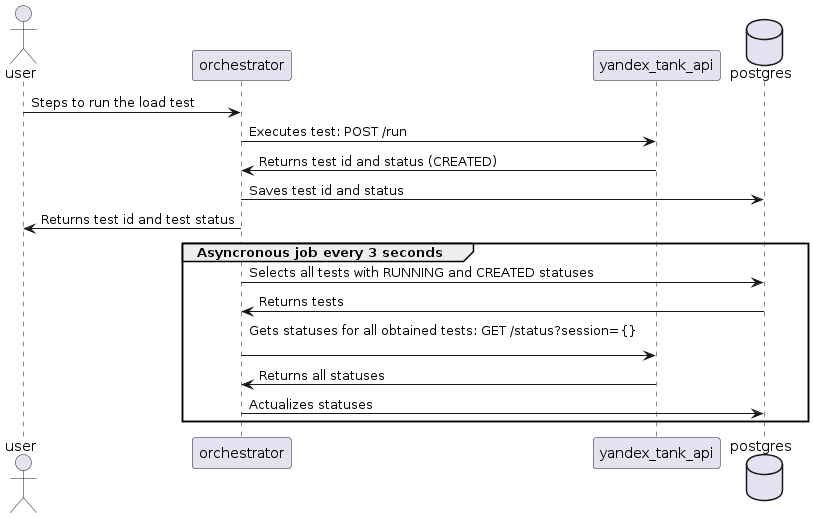 user
orchestrator
yandex_tank_api
postgres
Steps to run the load test
Executes test: POST /run
Returns test id and status (CREATED)
Saves test id and status
Returns test id and test status
Asyncronous job every 3 seconds
Selects all tests with RUNNING and CREATED statuses
Returns tests
Gets statuses for all obtained tests: GET /status?session={}
Returns all statuses
Actualizes statuses
user
orchestrator
yandex_tank_api
postgres